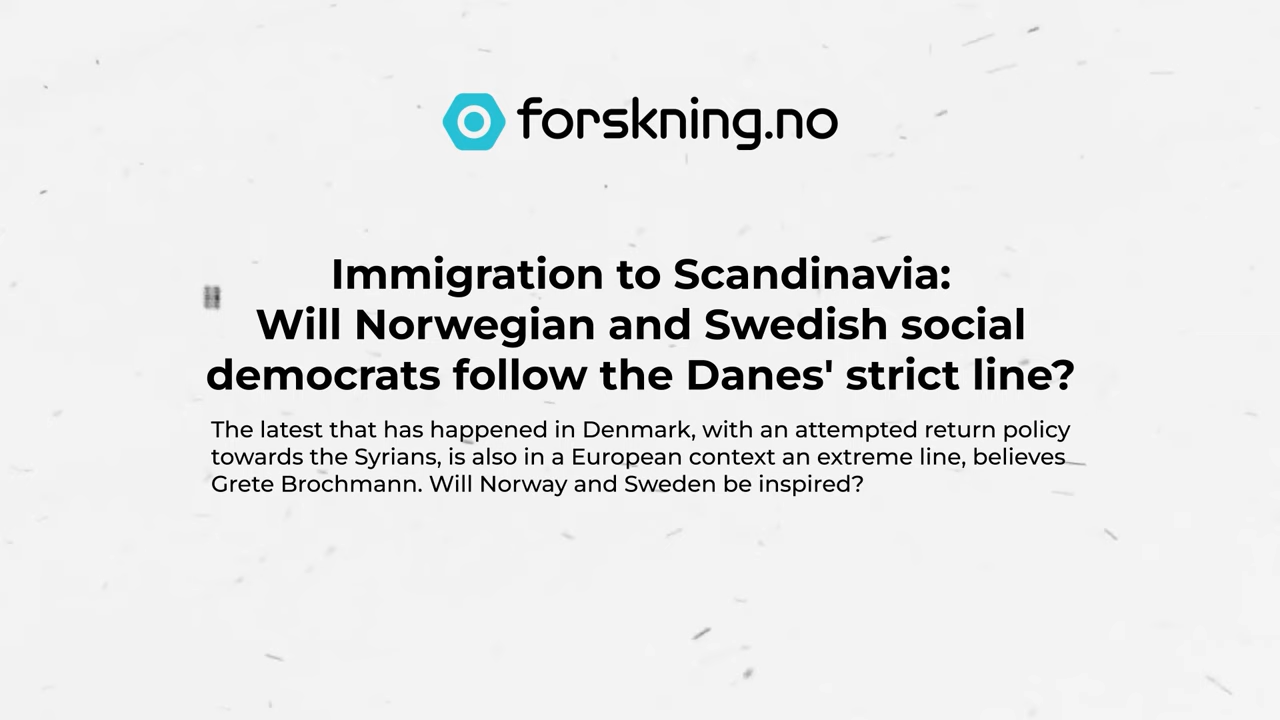 forskning.no
Immigration to Scandinavia:
Will Norwegian and Swedish social
democrats follow the Danes' strict line?
The latest that has happened in Denmark, with an attempted return policy
towards the Syrians, is also in a European context an extreme line, believes
Grete Brochmann. Will Norway and Sweden be inspired?